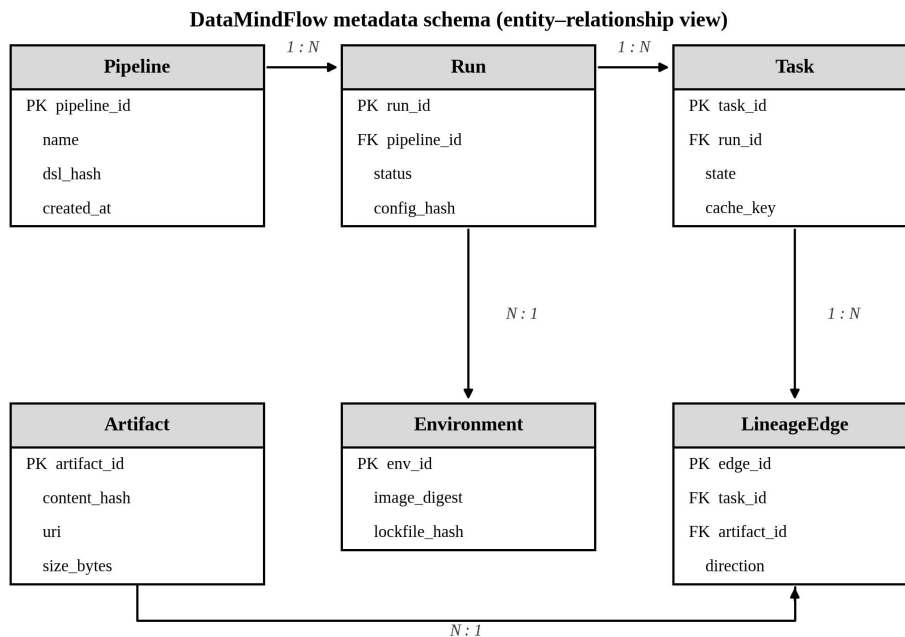 DataMindFlow metadata schema (entity–relationship view)
Pipeline
PK pipeline_id
name
dsl_hash
created_at
1 : N
Run
PK run_id
FK pipeline_id
status
config_hash
1 : N
Task
PK task_id
FK run_id
state
cache_key
N : 1
1 : N
Artifact
PK artifact_id
content_hash
uri
size_bytes
Environment
PK env_id
image_digest
lockfile_hash
LineageEdge
PK edge_id
FK task_id
FK artifact_id
direction
N : 1